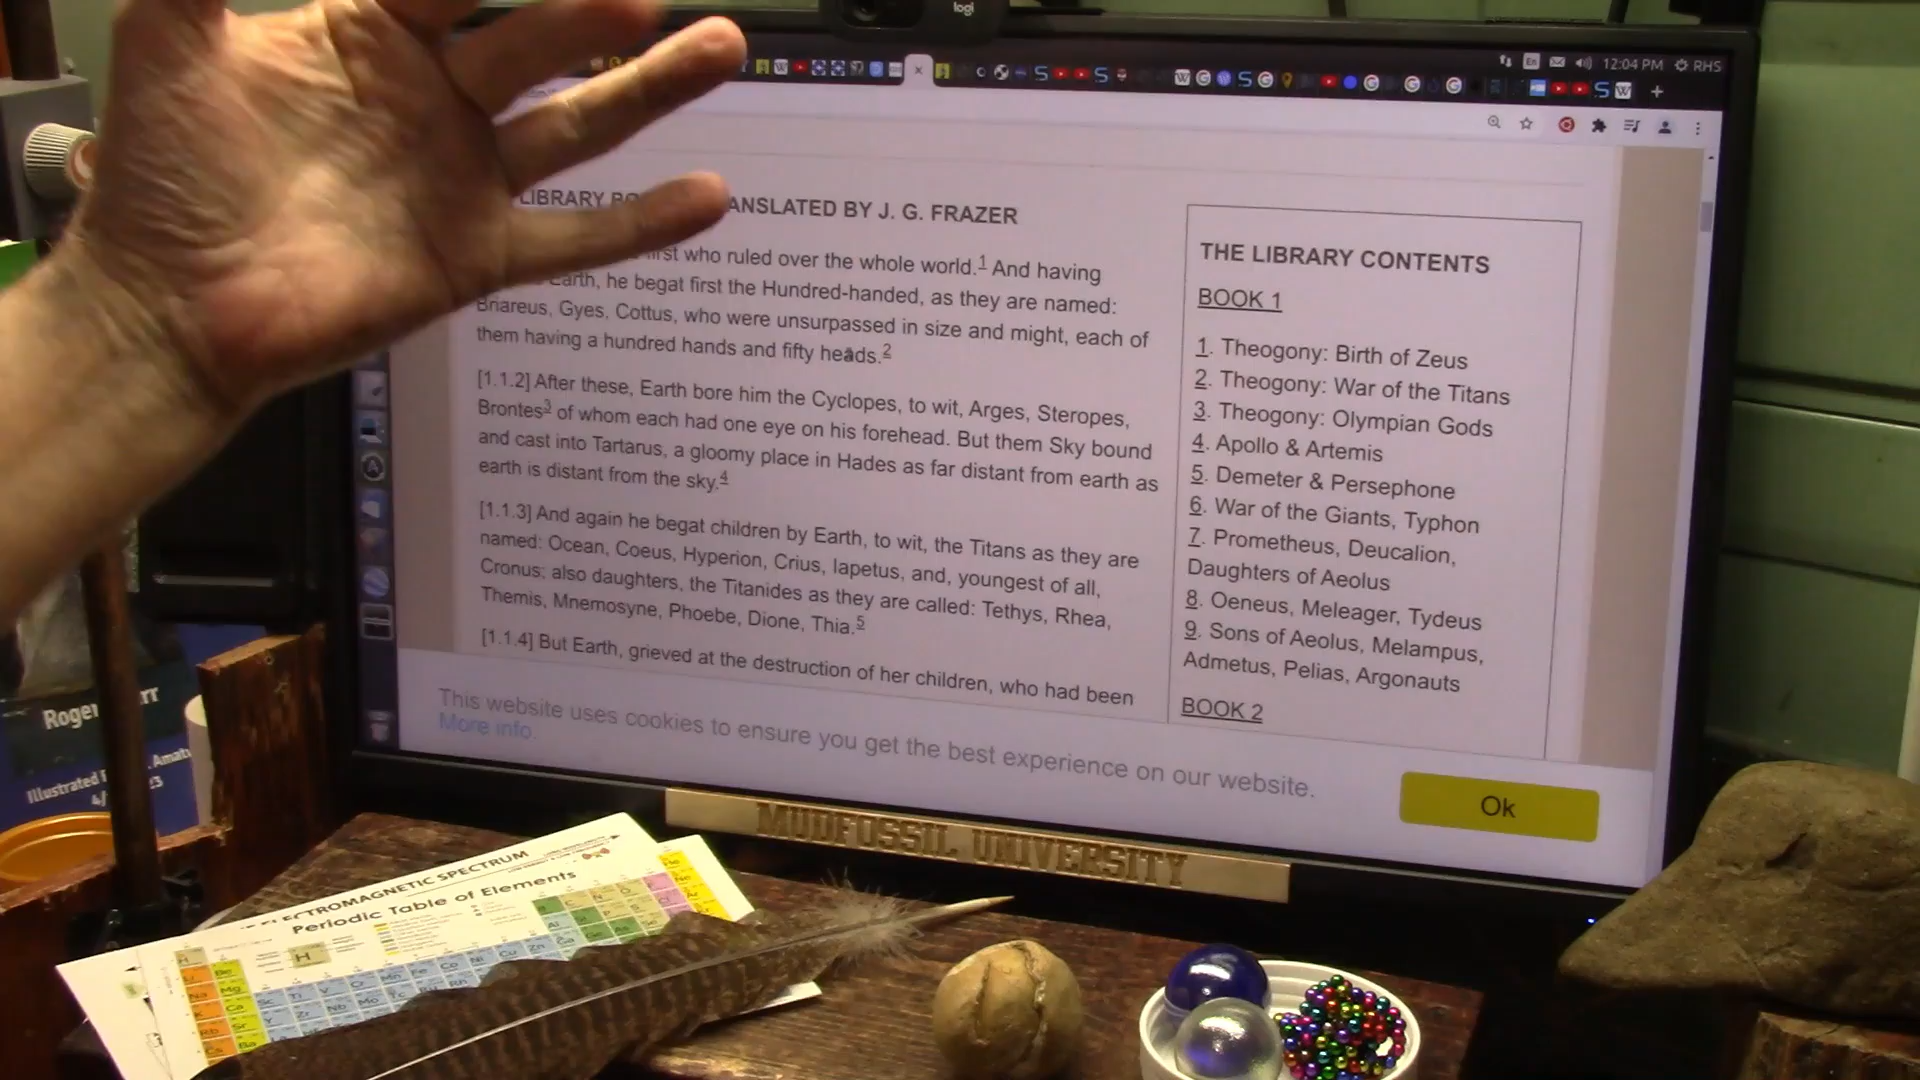 logi
12:04 PM RHS
En
LIBRARY ANSLATED BY J. G. FRAZER
first who ruled over the whole world.1 And having
Earth, he begat first the Hundred-handed, as they are named:
Briareus, Gyes, Cottus, who were unsurpassed in size and might, each of
them having a hundred hands and fifty heads.2
[1.1.2] After these, Earth bore him the Cyclopes, to wit, Arges, Steropes,
Brontes3 of whom each had one eye on his forehead. But them Sky bound
and cast into Tartarus, a gloomy place in Hades as far distant from earth as
earth is distant from the sky.4
[1.1.3] And again he begat children by Earth, to wit, the Titans as they are
named: Ocean, Coeus, Hyperion, Crius, Iapetus, and, youngest of all,
Cronus; also daughters, the Titanides as they are called: Tethys, Rhea,
Themis, Mnemosyne, Phoebe, Dione, Thia.5
[1.1.4] But Earth, grieved at the destruction of her children, who had been
THE LIBRARY CONTENTS
BOOK 1
1. Theogony: Birth of Zeus
2. Theogony: War of the Titans
3. Theogony: Olympian Gods
4. Apollo & Artemis
5. Demeter & Persephone
6. War of the Giants, Typhon
7. Prometheus, Deucalion,
Daughters of Aeolus
8. Oeneus, Meleager, Tydeus
9. Sons of Aeolus, Melampus,
Admetus, Pelias, Argonauts
BOOK 2
This website uses cookies to ensure you get the best experience on our website.
More info.
Ok
MUDFOSSIL UNIVERSITY
Roger
Illustrated
ELECTROMAGNETIC SPECTRUM
Periodic Table of Elements